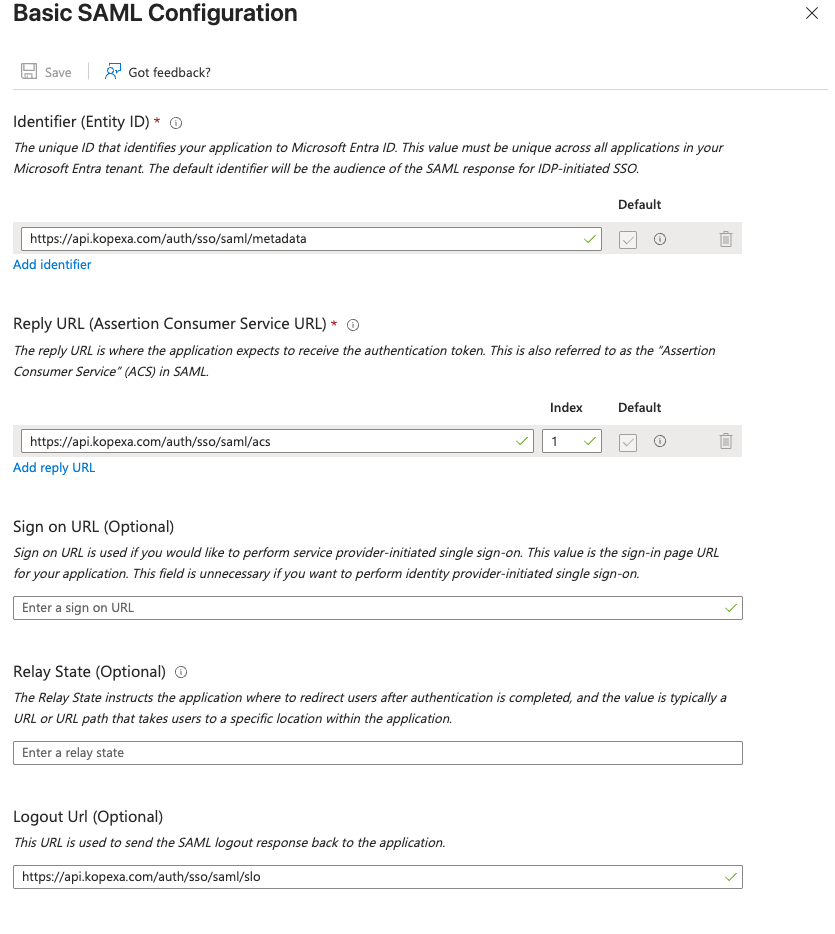 Basic SAML Configuration
Save
Got feedback?
Identifier (Entity ID) *
The unique ID that identifies your application to Microsoft Entra ID. This value must be unique across all applications in your
Microsoft Entra tenant. The default identifier will be the audience of the SAML response for IDP-initiated SSO.
Default
https://api.kopexa.com/auth/sso/saml/metadata
Add identifier
Reply URL (Assertion Consumer Service URL) *
The reply URL is where the application expects to receive the authentication token. This is also referred to as the "Assertion
Consumer Service" (ACS) in SAML.
Index Default
https://api.kopexa.com/auth/sso/saml/acs 1
Add reply URL
Sign on URL (Optional)
Sign on URL is used if you would like to perform service provider-initiated single sign-on. This value is the sign-in page URL
for your application. This field is unnecessary if you want to perform identity provider-initiated single sign-on.
Enter a sign on URL
Relay State (Optional)
The Relay State instructs the application where to redirect users after authentication is completed, and the value is typically a
URL or URL path that takes users to a specific location within the application.
Enter a relay state
Logout Url (Optional)
This URL is used to send the SAML logout response back to the application.
https://api.kopexa.com/auth/sso/saml/slo